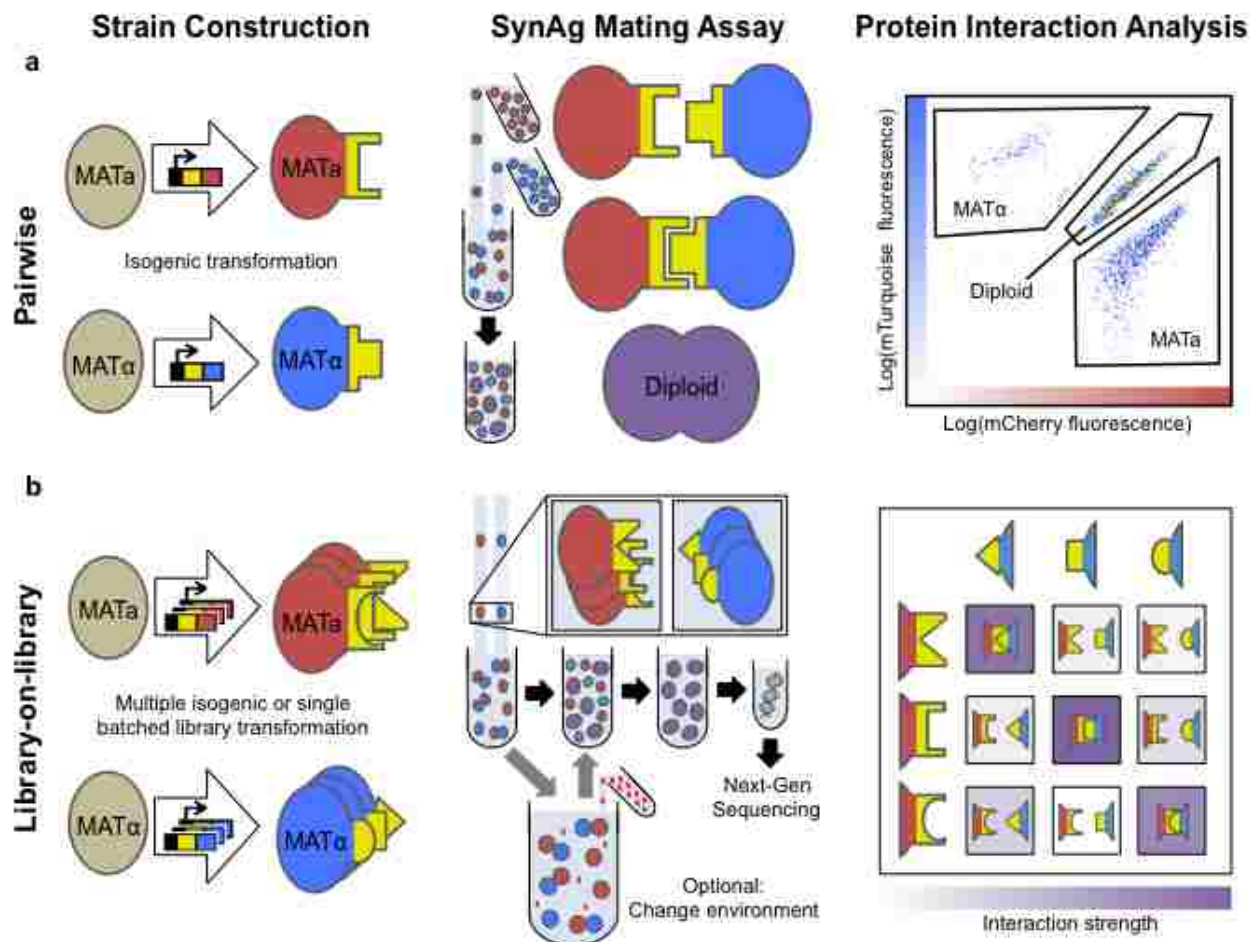 Strain Construction
SynAg Mating Assay
Protein Interaction Analysis
a
Pairwise
MATa
MATa
Isogenic transformation
MATα
MATα
Diploid
Log(mTurquoise fluorescence)
MATα
Diploid
MATa
Log(mCherry fluorescence)
b
Library-on-library
MATa
MATa
Multiple isogenic or single
batched library transformation
MATα
MATα
Next-Gen
Sequencing
Optional:
Change environment
Interaction strength